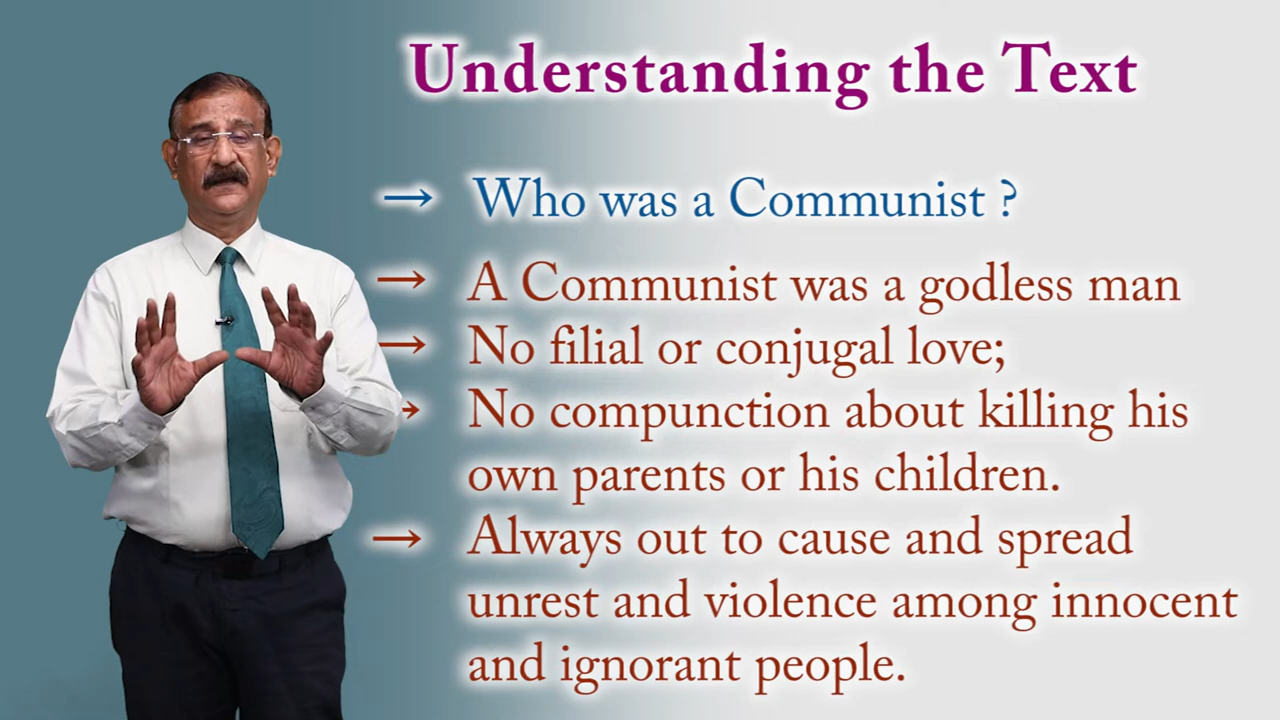 Understanding the Text
→ Who was a Communist ?
→ A Communist was a godless man
→ No filial or conjugal love;
→ No compunction about killing his
own parents or his children.
→ Always out to cause and spread
unrest and violence among innocent
and ignorant people.